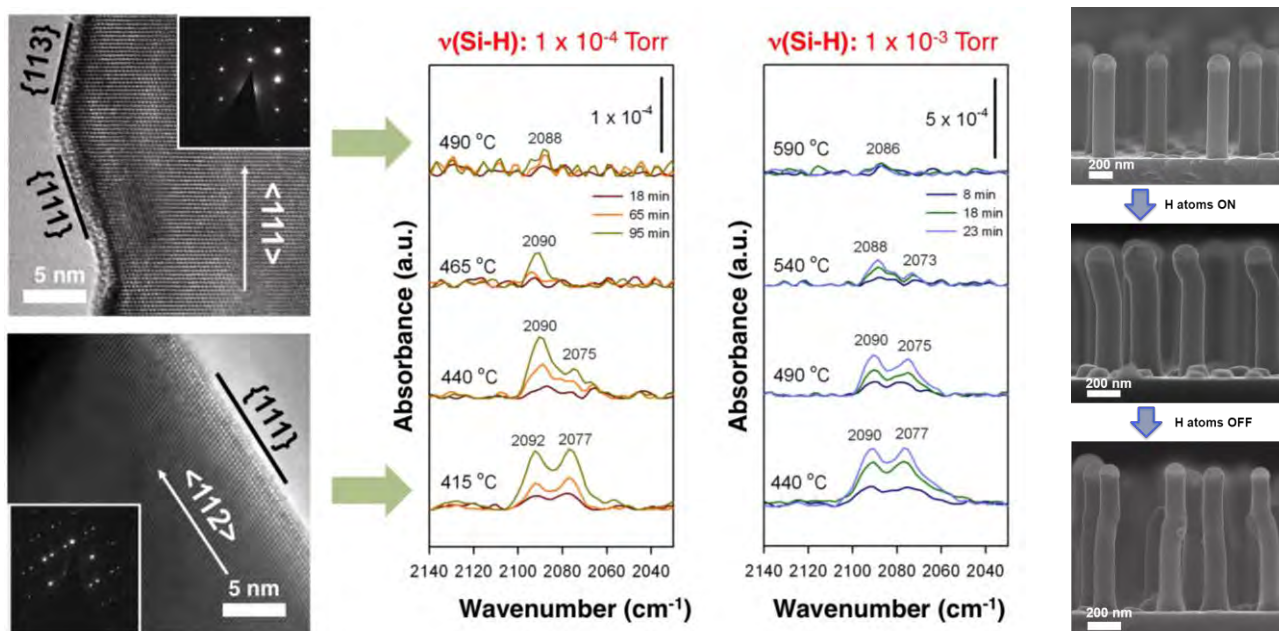 {113}
{111}
<111>
5 nm
{111}
<112>
5 nm
ν(Si-H): 1 x 10⁻⁴ Torr
1 x 10⁻⁴
490 °C
2088
18 min
65 min
95 min
2090
465 °C
2090
2075
440 °C
2092
2077
415 °C
Absorbance (a.u.)
2140 2120 2100 2080 2060 2040
Wavenumber (cm⁻¹)
ν(Si-H): 1 x 10⁻³ Torr
5 x 10⁻⁴
590 °C
2086
8 min
18 min
23 min
2088
2073
540 °C
2090
2075
490 °C
2090
2077
440 °C
Absorbance (a.u.)
2140 2120 2100 2080 2060 2040
Wavenumber (cm⁻¹)
200 nm
H atoms ON
200 nm
H atoms OFF
200 nm